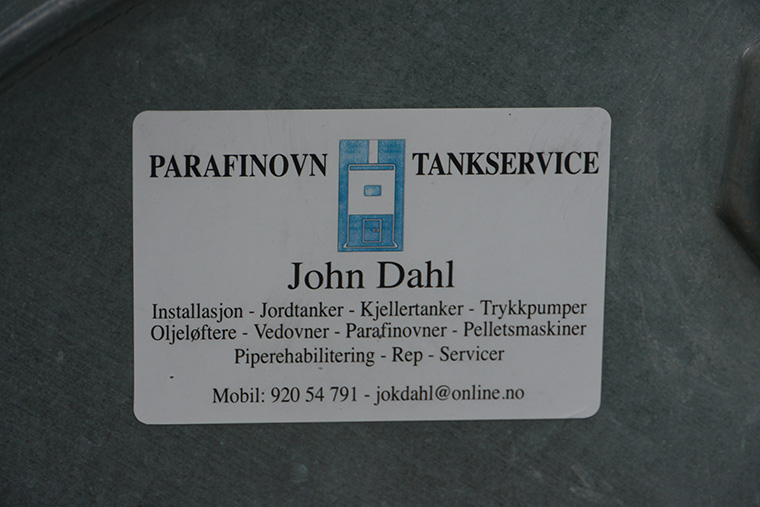 PARAFINOVN TANKSERVICE
John Dahl
Installasjon - Jordtanker - Kjellertanker - Trykkpumper
Oljeløftere - Vedovner - Parafinovner - Pelletsmaskiner
Piperehabilitering - Rep - Servicer
Mobil: 920 54 791 - jokdahl@online.no